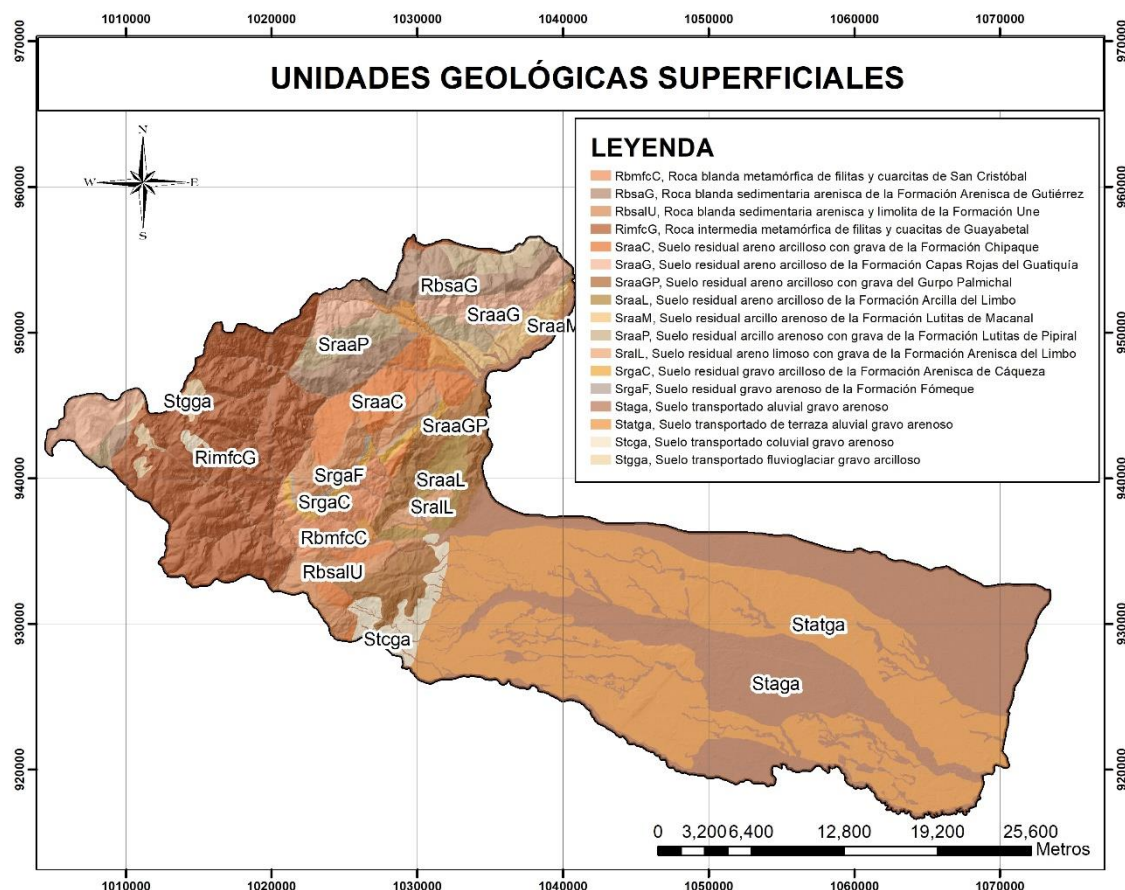 1010000 1020000 1030000 1040000 1050000 1060000 1070000
970000 970000
UNIDADES GEOLÓGICAS SUPERFICIALES
N
W E
S
LEYENDA
RbmfcC, Roca blanda metamórfica de filitas y cuarcitas de San Cristóbal
RbsaG, Roca blanda sedimentaria arenisca de la Formación Arenisca de Gutiérrez
RbsalU, Roca blanda sedimentaria arenisca y limolita de la Formación Une
RimfcG, Roca intermedia metamórfica de filitas y cuacitas de Guayabetal
SraaC, Suelo residual areno arcilloso con grava de la Formación Chipaque
SraaG, Suelo residual areno arcilloso de la Formación Capas Rojas del Guatiquía
SraaGP, Suelo residual areno arcilloso con grava del Gurpo Palmichal
SraaL, Suelo residual areno arcilloso de la Formación Arcilla del Limbo
SraaM, Suelo residual arcillo arenoso de la Formación Lutitas de Macanal
SraaP, Suelo residual arcillo arenoso con grava de la Formación Lutitas de Pipiral
SralL, Suelo residual areno limoso con grava de la Formación Arenisca del Limbo
SrgaC, Suelo residual gravo arcilloso de la Formación Arenisca de Cáqueza
SrgaF, Suelo residual gravo arenoso de la Formación Fómeque
Staga, Suelo transportado aluvial gravo arenoso
Statga, Suelo transportado de terraza aluvial gravo arenoso
Stcga, Suelo transportado coluvial gravo arenoso
Stgga, Suelo transportado fluvioglaciar gravo arcilloso
960000 960000
RbsaG
SraaG
SraaM
950000 950000
SraaP
Stgga
SraaC
SraaGP
RimfcG
940000 940000
SrgaF
SraaL
SrgaC
SralL
RbmfcC
RbsalU
930000 930000
Stcga
Statga
Staga
920000 920000
0 3,200 6,400 12,800 19,200 25,600
Metros
1010000 1020000 1030000 1040000 1050000 1060000 1070000